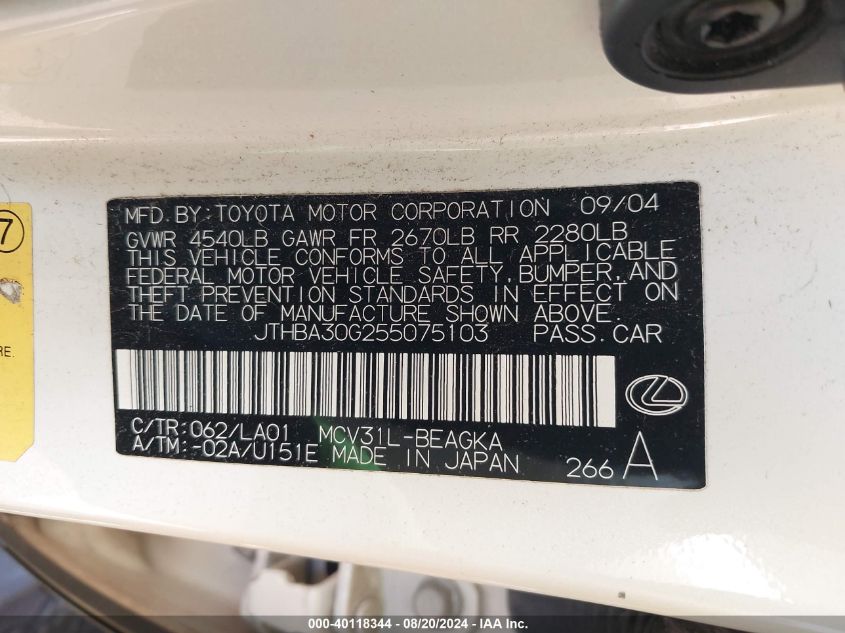 MFD. BY: TOYOTA MOTOR CORPORATION 09/04
GVWR 4540LB GAWR FR 2670LB RR 2280LB
THIS VEHICLE CONFORMS TO ALL APPLICABLE
FEDERAL MOTOR VEHICLE SAFETY, BUMPER, AND
THEFT PREVENTION STANDARDS IN EFFECT ON
THE DATE OF MANUFACTURE SHOWN ABOVE.
JTHBA30G255075103 PASS. CAR
C/TR: 062/LA01 MCV31L-BEAGKA
A/TM: -02A/U151E MADE IN JAPAN 266 A
7
RE.
000-40118344 - 08/20/2024 - IAA Inc.